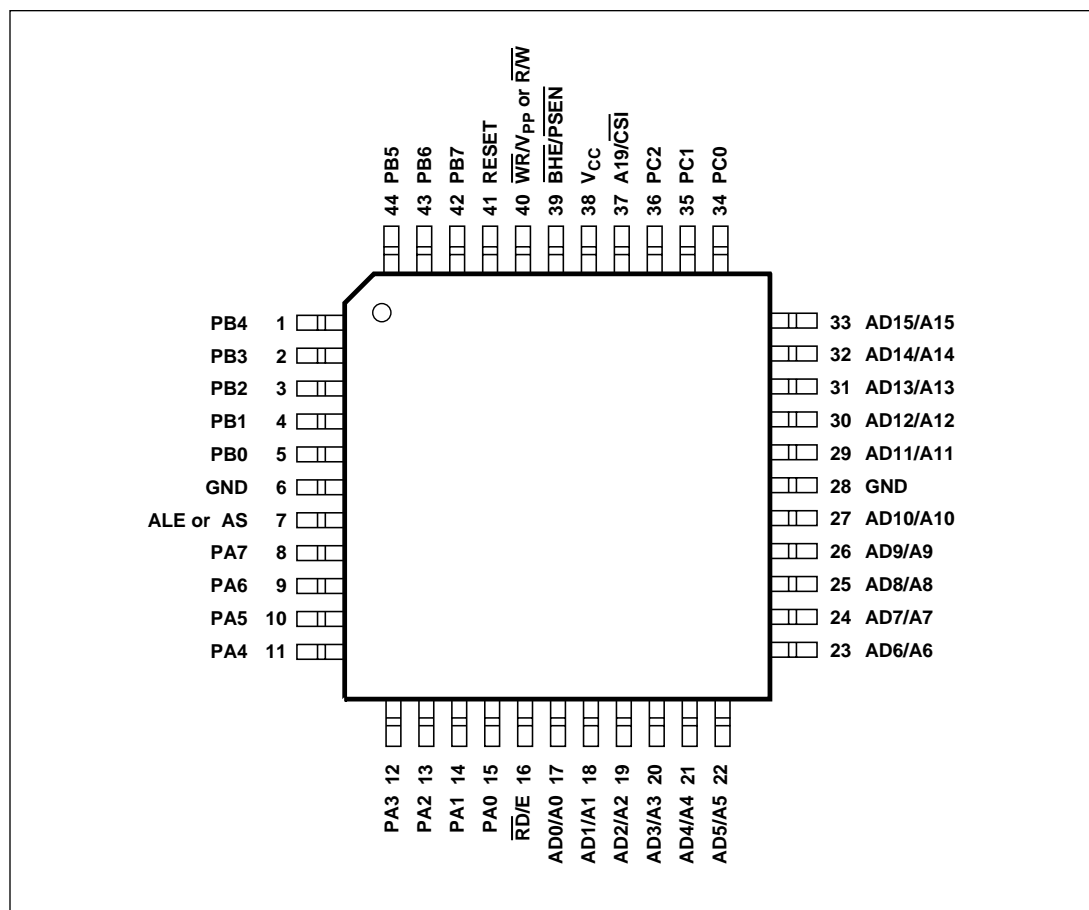 44 PB5
43 PB6
42 PB7
41 RESET
40 W̅R̅/VPP or R̅/̅W̅
39 B̅H̅E̅/P̅S̅E̅N̅
38 VCC
37 A19/C̅S̅I̅
36 PC2
35 PC1
34 PC0
PB4 1
PB3 2
PB2 3
PB1 4
PB0 5
GND 6
ALE or AS 7
PA7 8
PA6 9
PA5 10
PA4 11
33 AD15/A15
32 AD14/A14
31 AD13/A13
30 AD12/A12
29 AD11/A11
28 GND
27 AD10/A10
26 AD9/A9
25 AD8/A8
24 AD7/A7
23 AD6/A6
PA3 12
PA2 13
PA1 14
PA0 15
R̅D̅/E 16
AD0/A0 17
AD1/A1 18
AD2/A2 19
AD3/A3 20
AD4/A4 21
AD5/A5 22